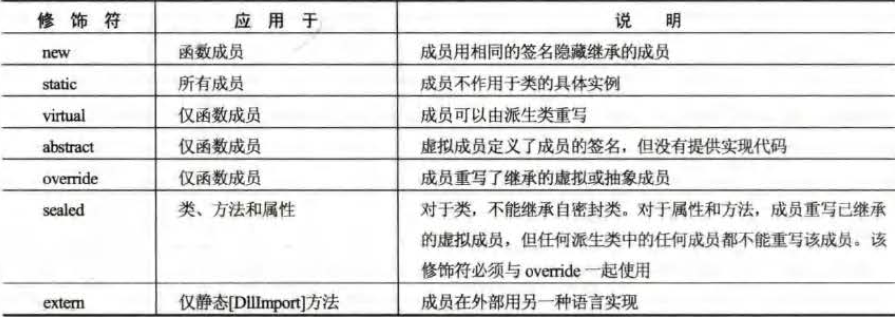 修 饰 符 应 用 于 说 明
new 函数成员 成员用相同的签名隐藏继承的成员
static 所有成员 成员不作用于类的具体实例
virtual 仅函数成员 成员可以由派生类重写
abstract 仅函数成员 虚拟成员定义了成员的签名，但没有提供实现代码
override 仅函数成员 成员重写了继承的虚拟或抽象成员
sealed 类、方法和属性 对于类，不能继承自密封类。对于属性和方法，成员重写已继承
的虚拟成员，但任何派生类中的任何成员都不能重写该成员。该
修饰符必须与 override 一起使用
extern 仅静态[DllImport]方法 成员在外部用另一种语言实现